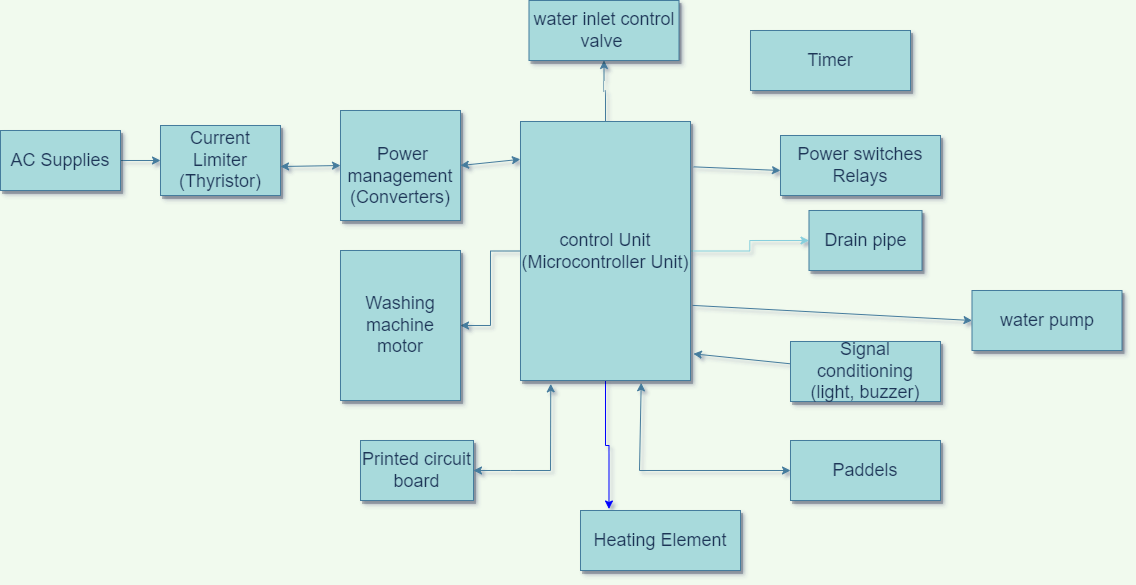 water inlet control
valve
Timer
AC Supplies
Current
Limiter
(Thyristor)
Power
management
(Converters)
Power switches
Relays
control Unit
(Microcontroller Unit)
Drain pipe
Washing
machine
motor
water pump
Signal
conditioning
(light, buzzer)
Printed circuit
board
Paddels
Heating Element